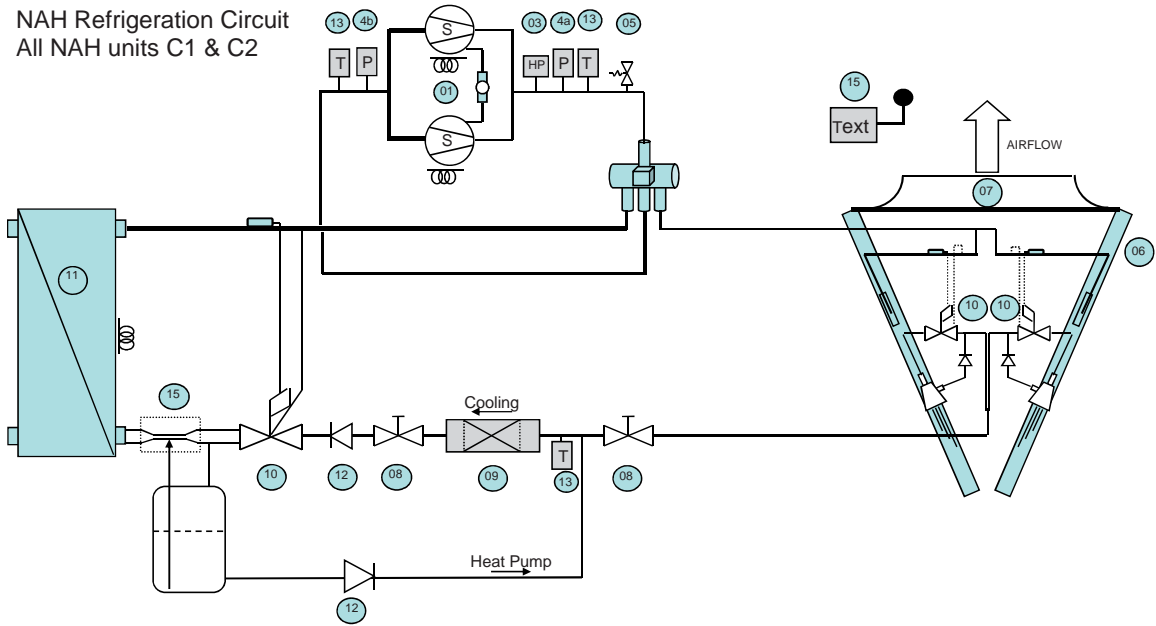 NAH Refrigeration Circuit
All NAH units C1 & C2
13
4b
03
4a
13
05
T
P
S
HP
P
T
01
S
15
Text
AIRFLOW
07
06
11
10
10
15
Cooling
10
12
08
09
T
13
08
Heat Pump
12